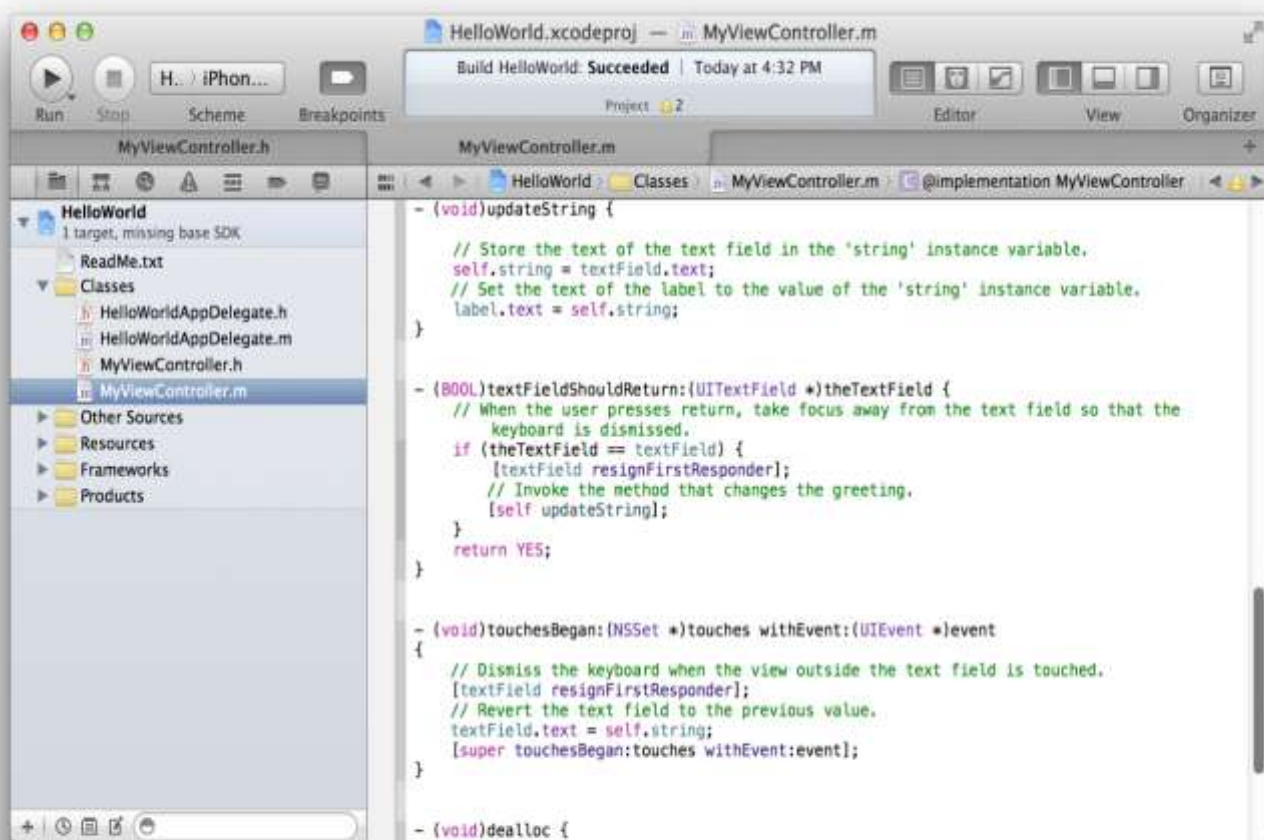 HelloWorld.xcodeproj — m MyViewController.m
Run
Stop
H.. › iPhon...
Scheme
Breakpoints
Build HelloWorld: Succeeded | Today at 4:32 PM
Project 2
Editor
View
Organizer
MyViewController.h
MyViewController.m
HelloWorld › Classes › m MyViewController.m › @implementation MyViewController
HelloWorld
1 target, missing base SDK
ReadMe.txt
Classes
h HelloWorldAppDelegate.h
m HelloWorldAppDelegate.m
h MyViewController.h
m MyViewController.m
Other Sources
Resources
Frameworks
Products
- (void)updateString {
// Store the text of the text field in the 'string' instance variable.
self.string = textField.text;
// Set the text of the label to the value of the 'string' instance variable.
label.text = self.string;
}
- (BOOL)textFieldShouldReturn:(UITextField *)theTextField {
// When the user presses return, take focus away from the text field so that the
keyboard is dismissed.
if (theTextField == textField) {
[textField resignFirstResponder];
// Invoke the method that changes the greeting.
[self updateString];
}
return YES;
}
- (void)touchesBegan:(NSSet *)touches withEvent:(UIEvent *)event
{
// Dismiss the keyboard when the view outside the text field is touched.
[textField resignFirstResponder];
// Revert the text field to the previous value.
textField.text = self.string;
[super touchesBegan:touches withEvent:event];
}
- (void)dealloc {